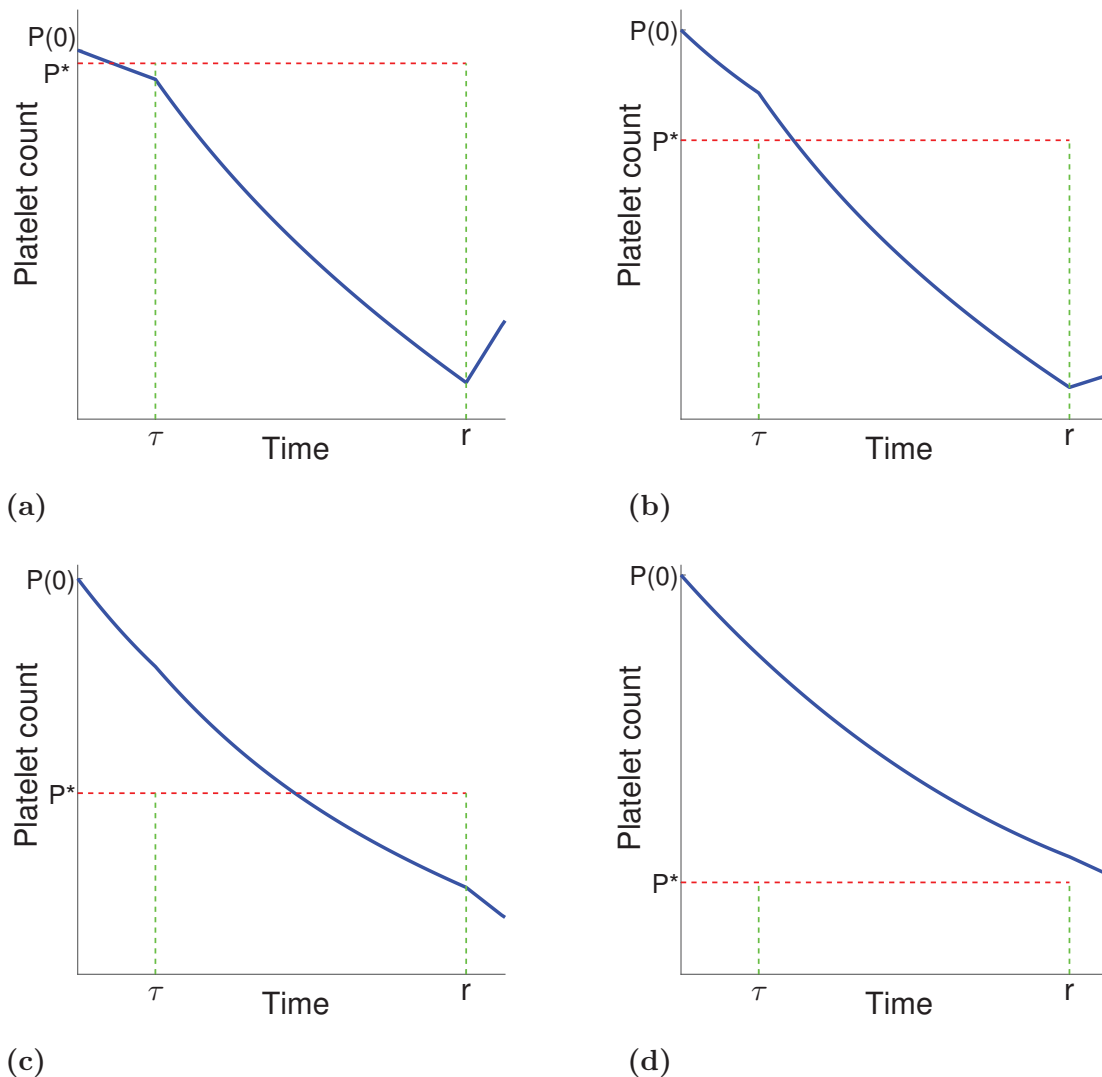 P(0)
P*
Platelet count
τ
Time
r
(a)
P(0)
P*
Platelet count
τ
Time
r
(b)
P(0)
P*
Platelet count
τ
Time
r
(c)
P(0)
P*
Platelet count
τ
Time
r
(d)